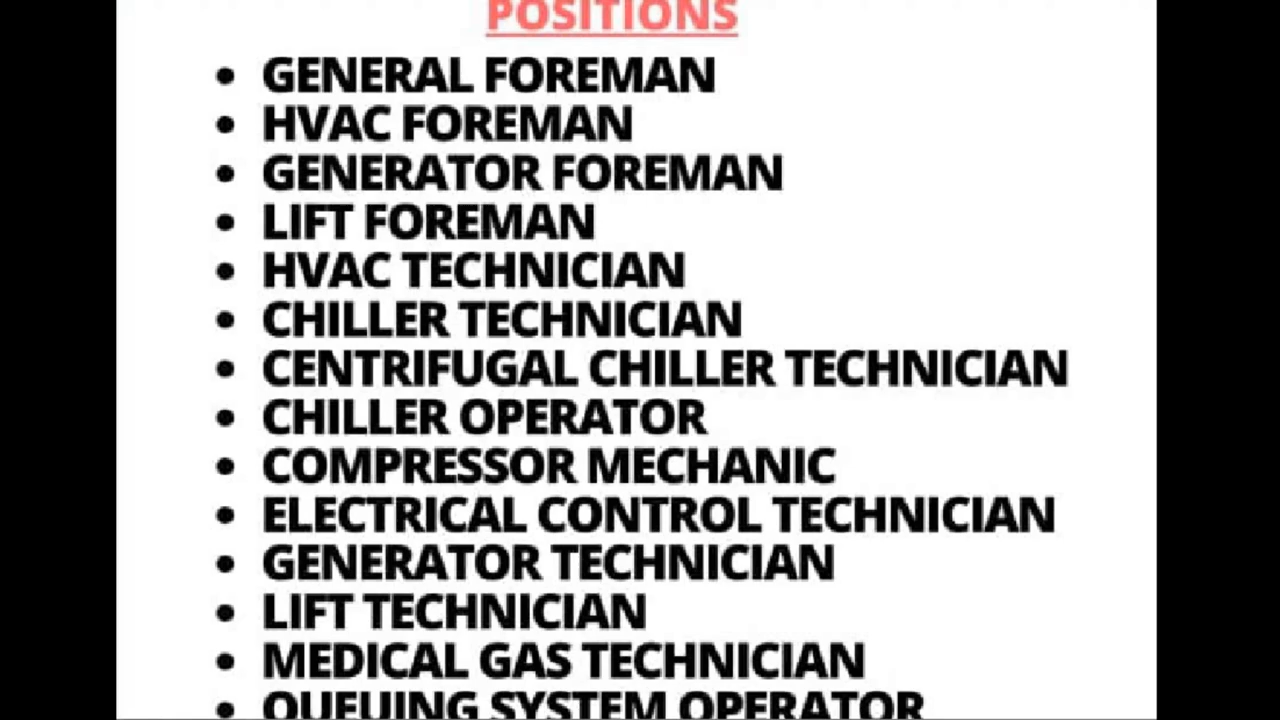 POSITIONS
• GENERAL FOREMAN
• HVAC FOREMAN
• GENERATOR FOREMAN
• LIFT FOREMAN
• HVAC TECHNICIAN
• CHILLER TECHNICIAN
• CENTRIFUGAL CHILLER TECHNICIAN
• CHILLER OPERATOR
• COMPRESSOR MECHANIC
• ELECTRICAL CONTROL TECHNICIAN
• GENERATOR TECHNICIAN
• LIFT TECHNICIAN
• MEDICAL GAS TECHNICIAN
• QUEUING SYSTEM OPERATOR